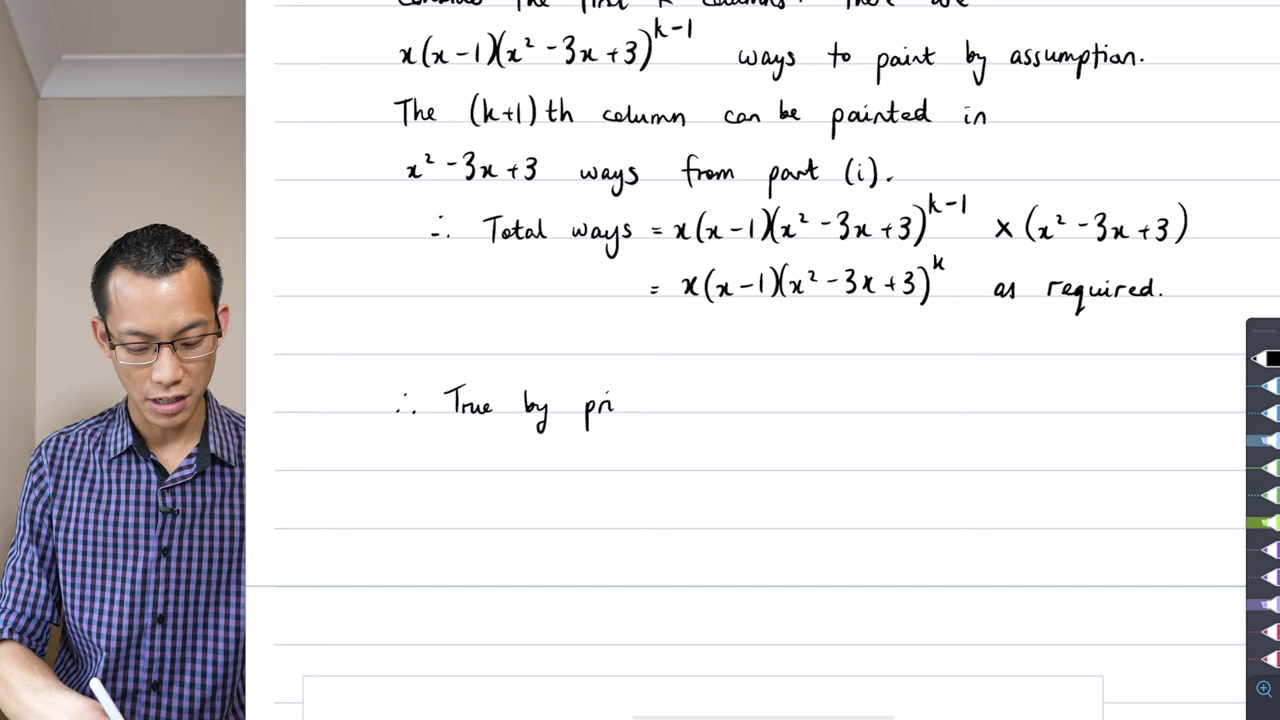 x(x-1)(x²-3x+3)^{k-1} ways to paint by assumption.
The (k+1)th column can be painted in
x²-3x+3 ways from part (i).
∴ Total ways = x(x-1)(x²-3x+3)^{k-1} × (x²-3x+3)
= x(x-1)(x²-3x+3)^k as required.
∴ True by pri